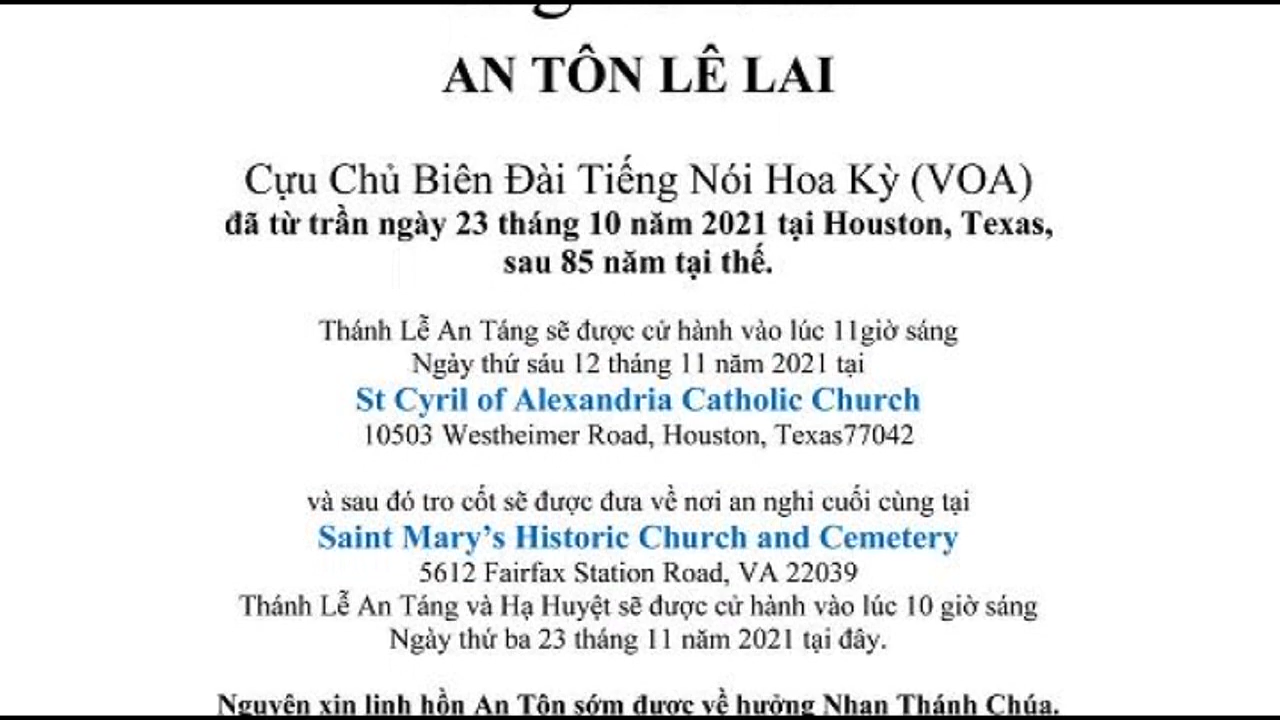 AN TÔN LÊ LAI
Cựu Chủ Biên Đài Tiếng Nói Hoa Kỳ (VOA)
đã từ trần ngày 23 tháng 10 năm 2021 tại Houston, Texas,
sau 85 năm tại thế.
Thánh Lễ An Táng sẽ được cử hành vào lúc 11giờ sáng
Ngày thứ sáu 12 tháng 11 năm 2021 tại
St Cyril of Alexandria Catholic Church
10503 Westheimer Road, Houston, Texas77042
và sau đó tro cốt sẽ được đưa về nơi an nghi cuối cùng tại
Saint Mary’s Historic Church and Cemetery
5612 Fairfax Station Road, VA 22039
Thánh Lễ An Táng và Hạ Huyệt sẽ được cử hành vào lúc 10 giờ sáng
Ngày thứ ba 23 tháng 11 năm 2021 tại đây.
Nguyện xin linh hồn An Tôn sớm được về hưởng Nhan Thánh Chúa.